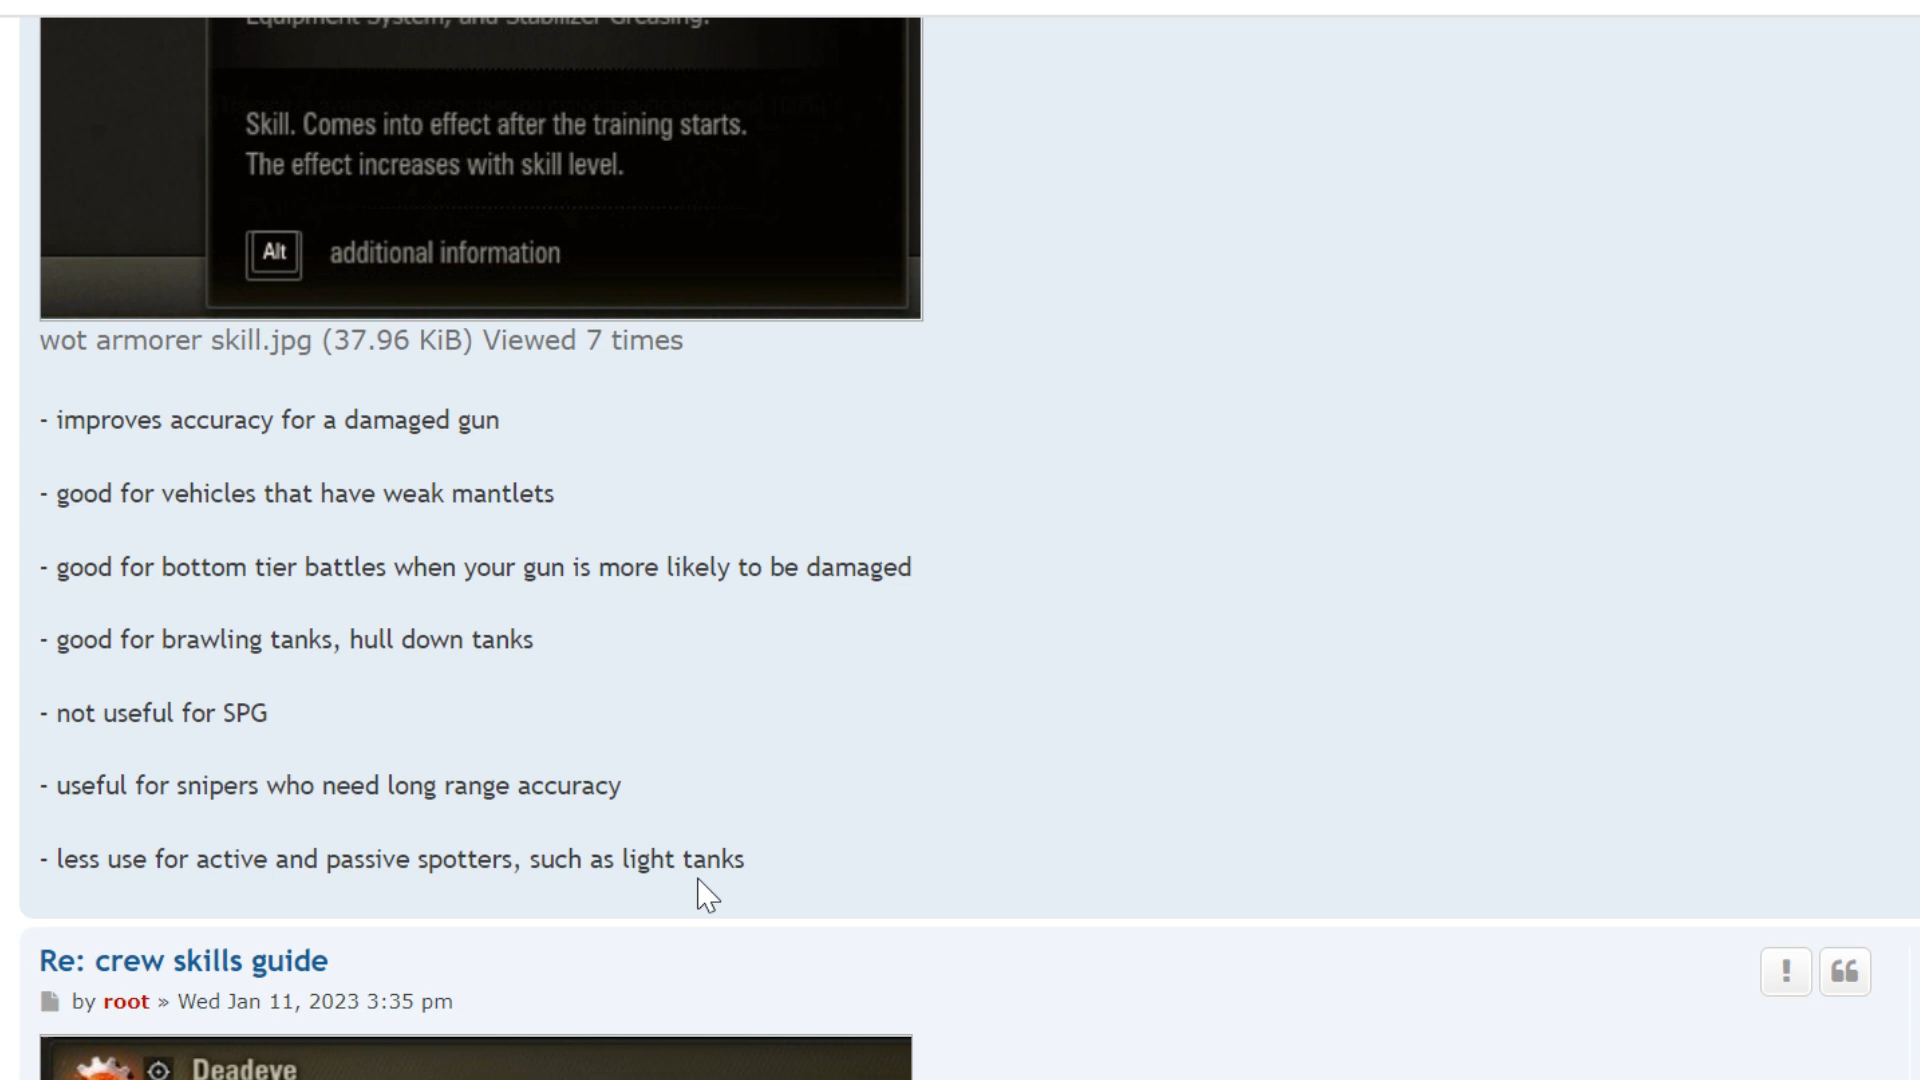 Equipment System, and Stabilizer Greasing.
Skill. Comes into effect after the training starts.
The effect increases with skill level.
Alt additional information
wot armorer skill.jpg (37.96 KiB) Viewed 7 times
- improves accuracy for a damaged gun
- good for vehicles that have weak mantlets
- good for bottom tier battles when your gun is more likely to be damaged
- good for brawling tanks, hull down tanks
- not useful for SPG
- useful for snipers who need long range accuracy
- less use for active and passive spotters, such as light tanks
Re: crew skills guide
by root » Wed Jan 11, 2023 3:35 pm
Deadeye